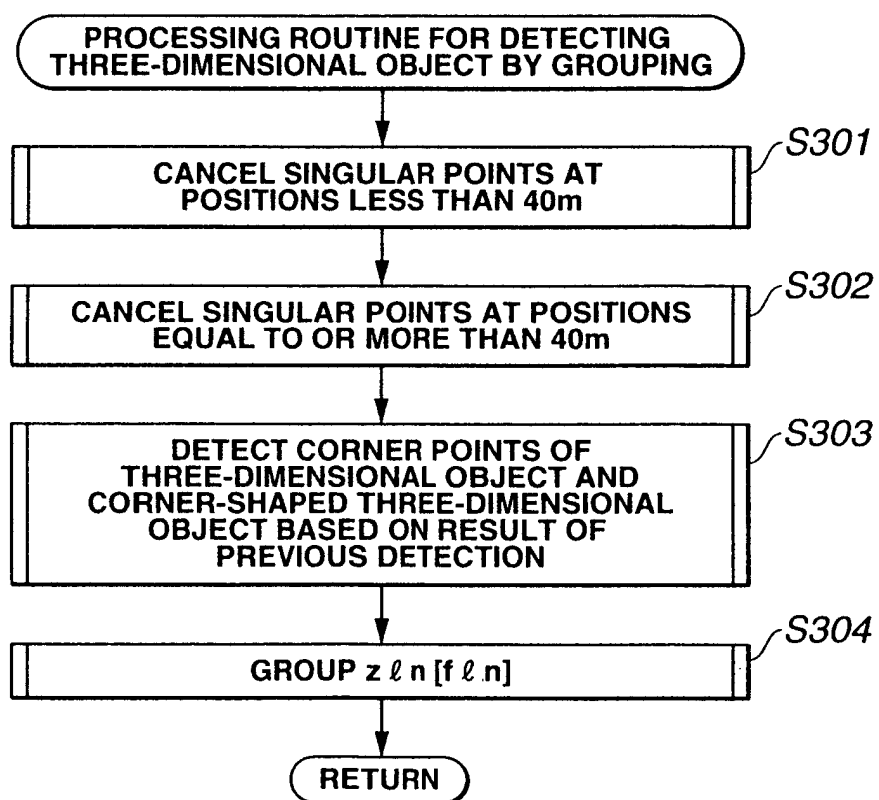 PROCESSING ROUTINE FOR DETECTING
THREE-DIMENSIONAL OBJECT BY GROUPING
S301
CANCEL SINGULAR POINTS AT
POSITIONS LESS THAN 40m
S302
CANCEL SINGULAR POINTS AT POSITIONS
EQUAL TO OR MORE THAN 40m
S303
DETECT CORNER POINTS OF
THREE-DIMENSIONAL OBJECT AND
CORNER-SHAPED THREE-DIMENSIONAL
OBJECT BASED ON RESULT OF
PREVIOUS DETECTION
S304
GROUP z ℓ n [f ℓ n]
RETURN